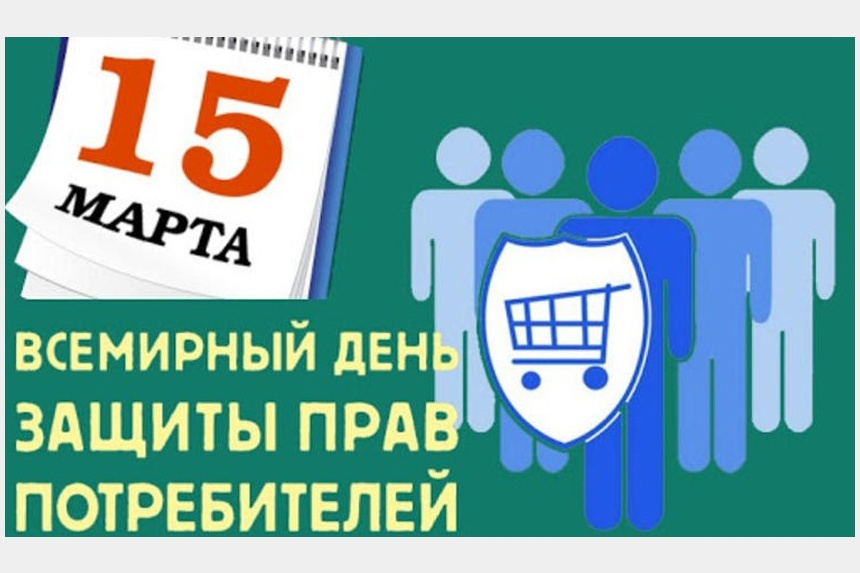 15
МАРТА
ВСЕМИРНЫЙ ДЕНЬ
ЗАЩИТЫ ПРАВ
ПОТРЕБИТЕЛЕЙ